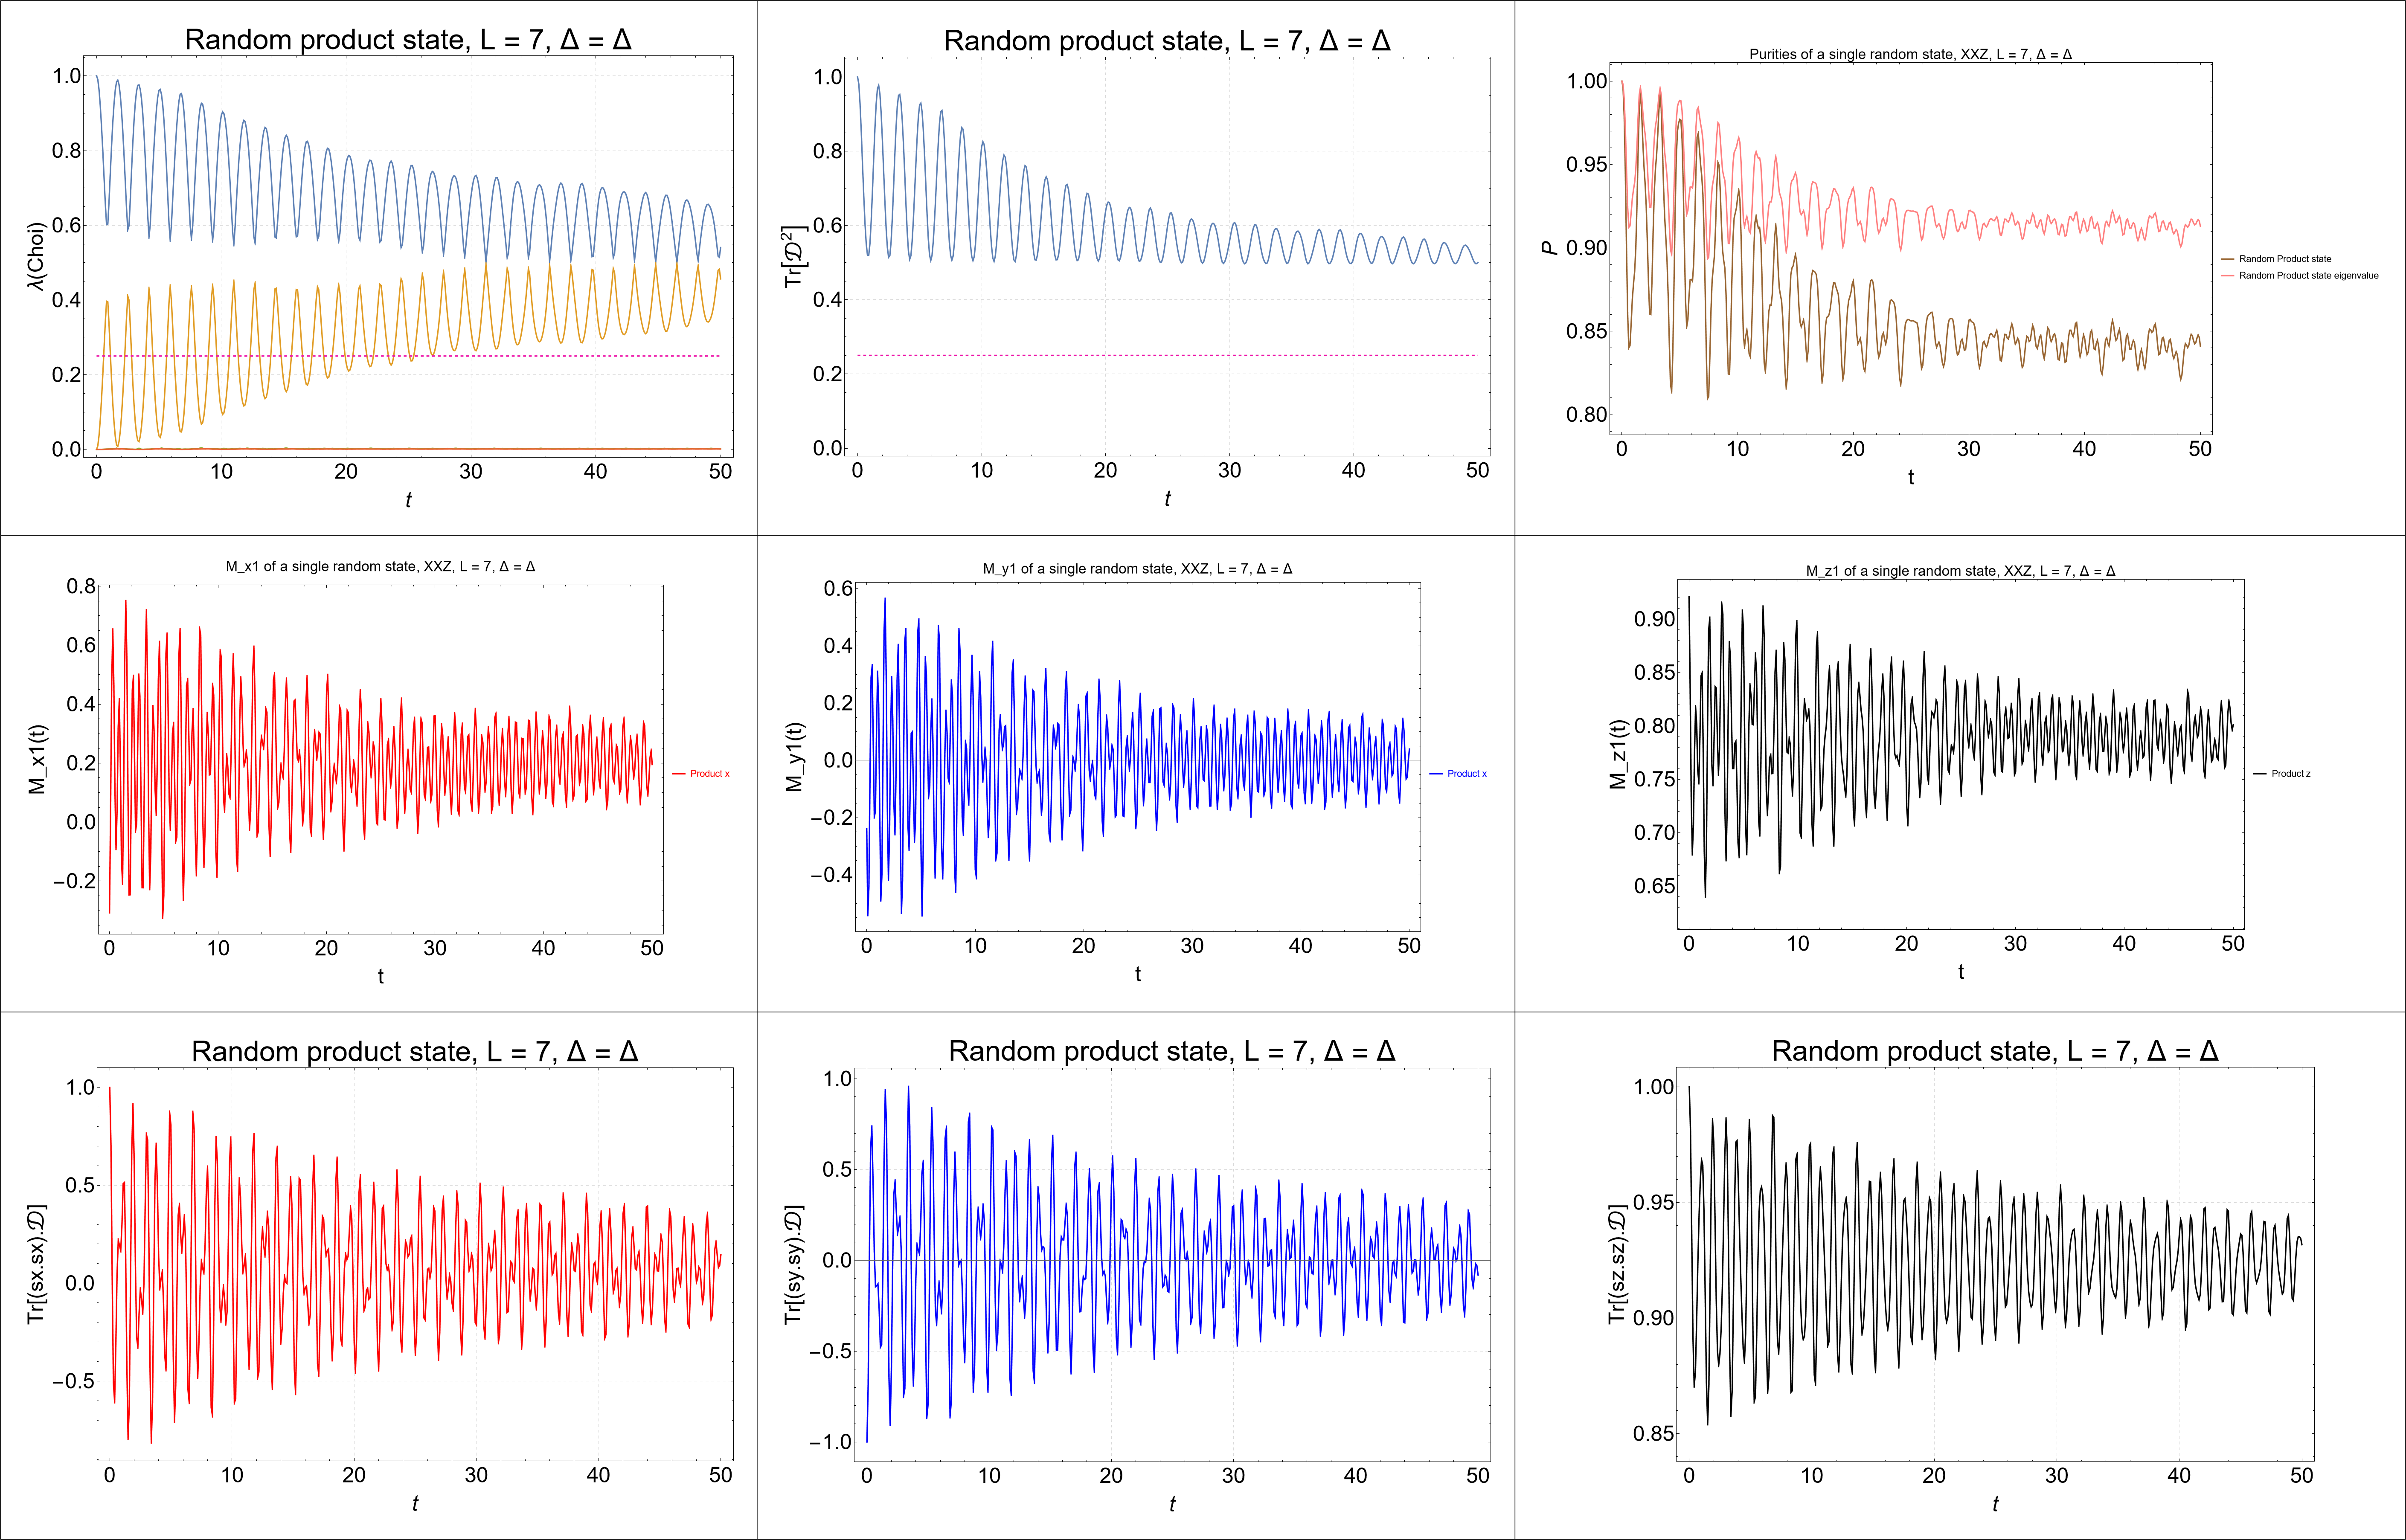 Random product state, L = 7, Δ = Δ
1.0
0.8
0.6
0.4
0.2
0.0
λ(Choi)
0 10 20 30 40 50
t
Random product state, L = 7, Δ = Δ
1.0
0.8
0.6
0.4
0.2
0.0
Tr[𝒟²]
0 10 20 30 40 50
t
Purities of a single random state, XXZ, L = 7, Δ = Δ
1.00
0.95
0.90
0.85
0.80
P
0 10 20 30 40 50
t
Random Product state
Random Product state eigenvalue
M_x1 of a single random state, XXZ, L = 7, Δ = Δ
0.8
0.6
0.4
0.2
0.0
−0.2
M_x1(t)
0 10 20 30 40 50
t
Product x
M_y1 of a single random state, XXZ, L = 7, Δ = Δ
0.6
0.4
0.2
0.0
−0.2
−0.4
M_y1(t)
0 10 20 30 40 50
t
Product x
M_z1 of a single random state, XXZ, L = 7, Δ = Δ
0.90
0.85
0.80
0.75
0.70
0.65
M_z1(t)
0 10 20 30 40 50
t
Product z
Random product state, L = 7, Δ = Δ
1.0
0.5
0.0
−0.5
Tr[(sx.sx).𝒟]
0 10 20 30 40 50
t
Random product state, L = 7, Δ = Δ
1.0
0.5
0.0
−0.5
−1.0
Tr[(sy.sy).𝒟]
0 10 20 30 40 50
t
Random product state, L = 7, Δ = Δ
1.00
0.95
0.90
0.85
Tr[(sz.sz).𝒟]
0 10 20 30 40 50
t